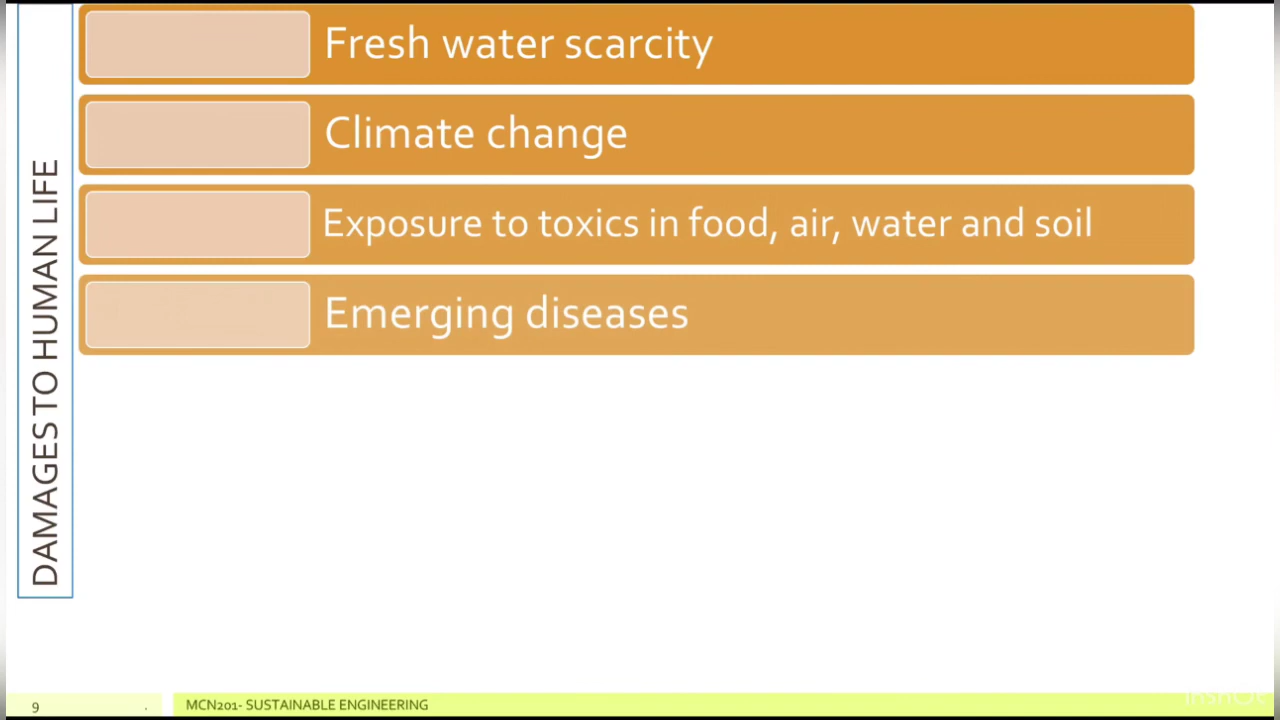 Fresh water scarcity
Climate change
Exposure to toxics in food, air, water and soil
Emerging diseases
DAMAGES TO HUMAN LIFE
9
.
MCN201- SUSTAINABLE ENGINEERING
InShOt